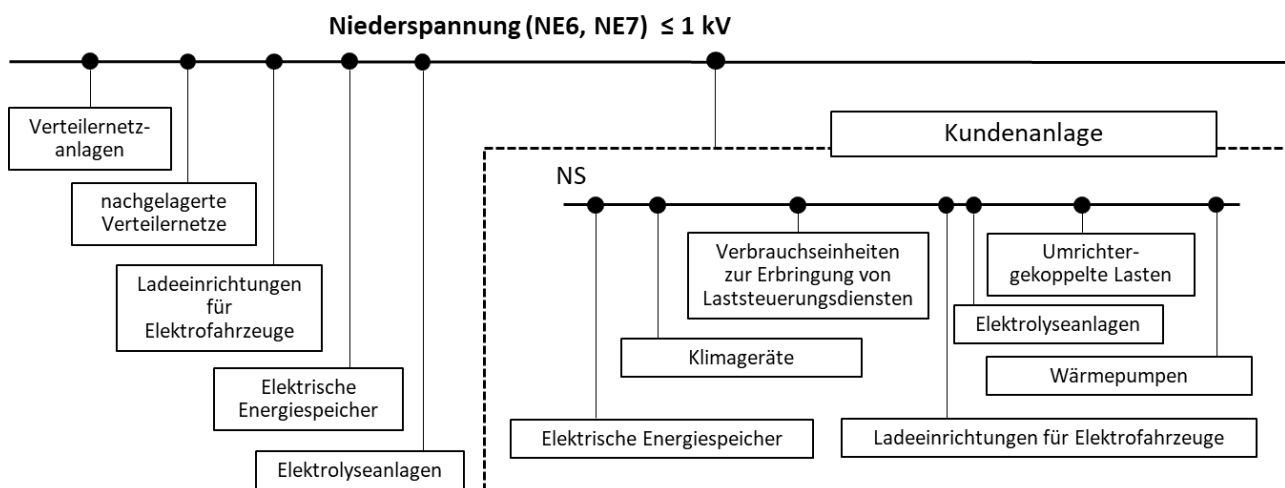 Niederspannung (NE6, NE7) ≤ 1 kV
Verteilernetz-
anlagen
nachgelagerte
Verteilernetze
Ladeeinrichtungen
für
Elektrofahrzeuge
Elektrische
Energiespeicher
Elektrolyseanlagen
Kundenanlage
NS
Verbrauchseinheiten
zur Erbringung von
Laststeuerungsdiensten
Umrichter-
gekoppelte Lasten
Elektrolyseanlagen
Klimageräte
Wärmepumpen
Elektrische Energiespeicher
Ladeeinrichtungen für Elektrofahrzeuge